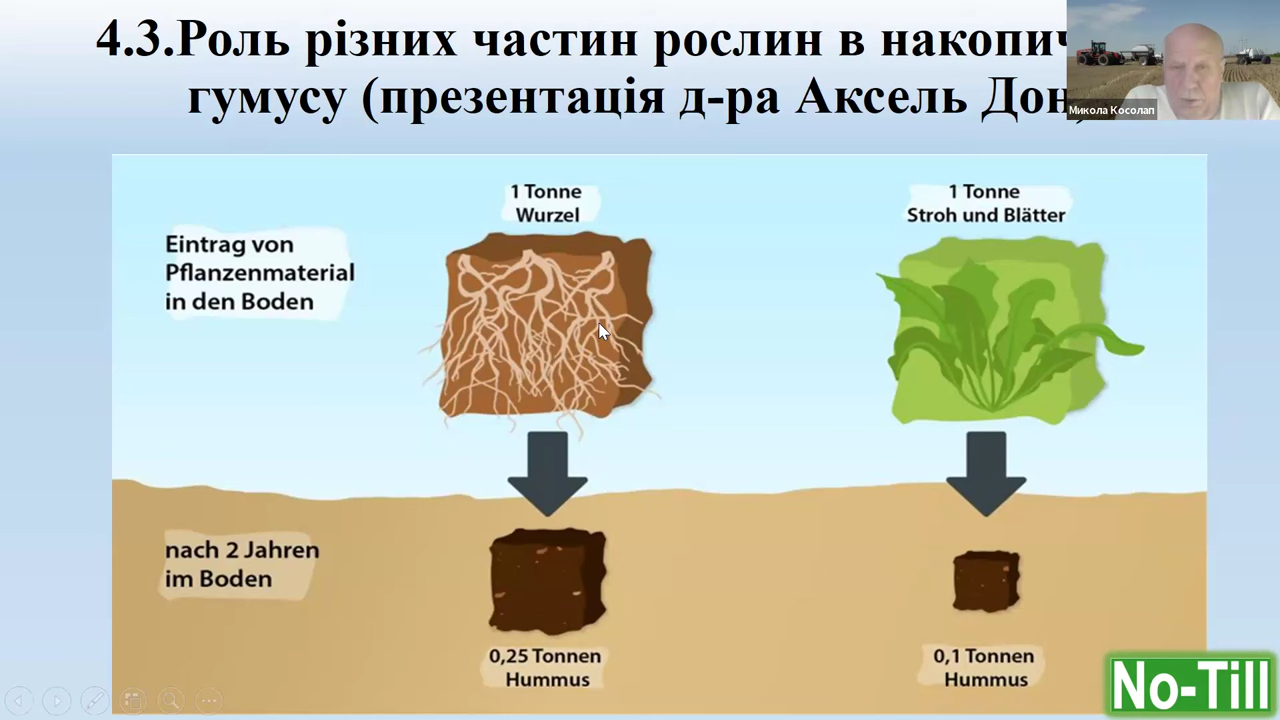 4.3.Роль різних частин рослин в
гумусу (презентація д-ра Аксель Дон
Микола Косолап
1 Tonne
Wurzel
1 Tonne
Stroh und Blätter
Eintrag von
Pflanzenmaterial
in den Boden
nach 2 Jahren
im Boden
0,25 Tonnen
Hummus
0,1 Tonnen
Hummus
No-Till